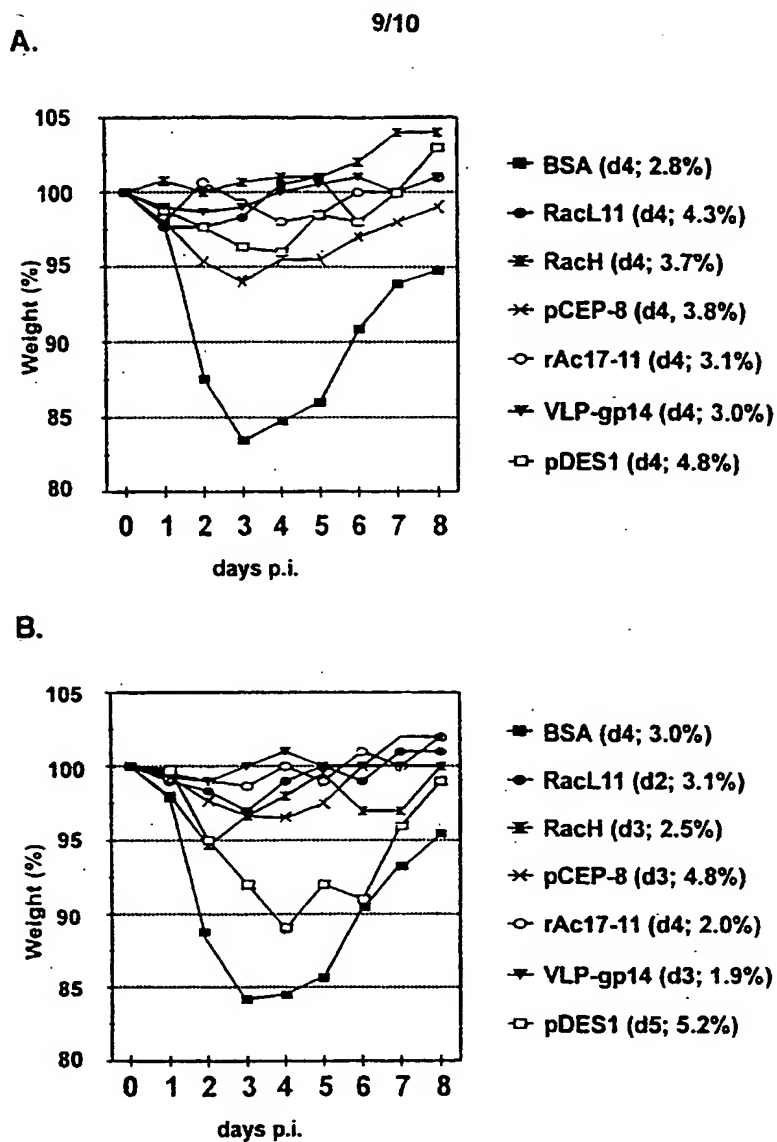 9/10
A.
105
100
95
90
85
80
Weight (%)
0 1 2 3 4 5 6 7 8
days p.i.
BSA (d4; 2.8%)
RacL11 (d4; 4.3%)
RacH (d4; 3.7%)
pCEP-8 (d4, 3.8%)
rAc17-11 (d4; 3.1%)
VLP-gp14 (d4; 3.0%)
pDES1 (d4; 4.8%)
B.
105
100
95
90
85
80
Weight (%)
0 1 2 3 4 5 6 7 8
days p.i.
BSA (d4; 3.0%)
RacL11 (d2; 3.1%)
RacH (d3; 2.5%)
pCEP-8 (d3; 4.8%)
rAc17-11 (d4; 2.0%)
VLP-gp14 (d3; 1.9%)
pDES1 (d5; 5.2%)